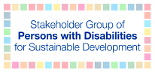 Stakeholder Group of
Persons with Disabilities
for Sustainable Development